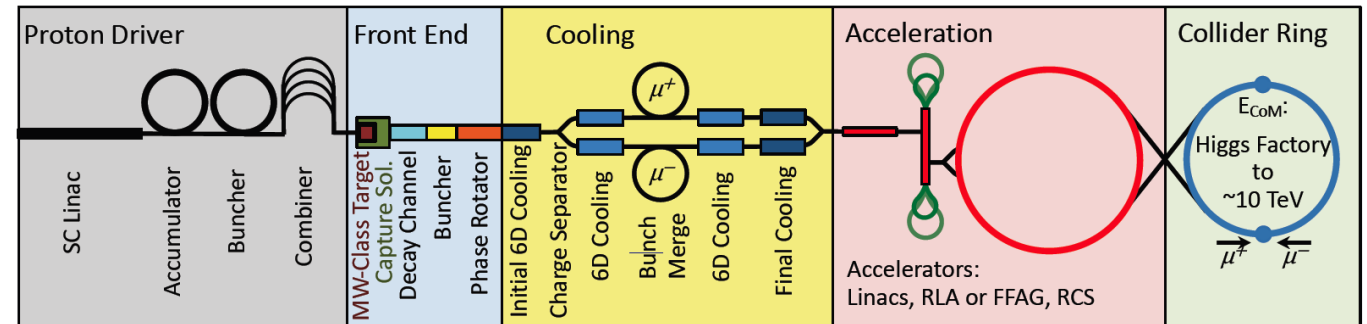 Proton Driver
Front End
Cooling
Acceleration
Collider Ring
SC Linac
Accumulator
Buncher
Combiner
MW-Class Target
Capture Sol.
Decay Channel
Buncher
Phase Rotator
Initial 6D Cooling
Charge Separator
6D Cooling
μ+
μ−
Bunch
Merge
6D Cooling
Final Cooling
Accelerators:
Linacs, RLA or FFAG, RCS
ECoM:
Higgs Factory
to
~10 TeV
μ+ μ−